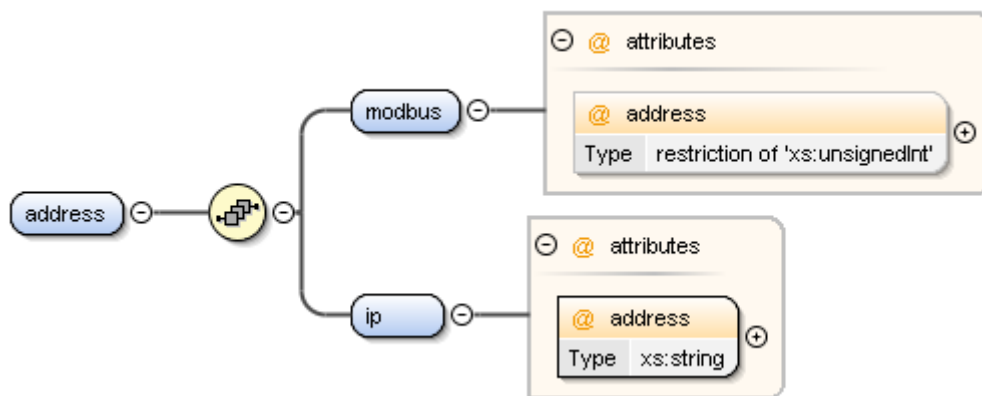 @ attributes
modbus
@ address
Type restriction of 'xs:unsignedInt'
address
@ attributes
ip
@ address
Type xs:string